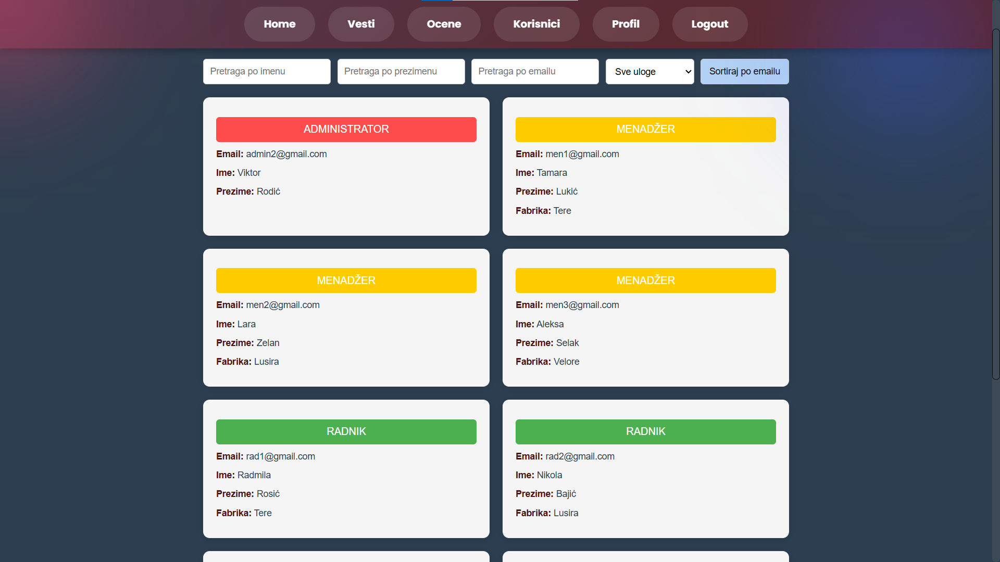 Home Vesti Ocene Korisnici Profil Logout
Pretraga po imenu Pretraga po prezimenu Pretraga po emailu Sve uloge Sortiraj po emailu
ADMINISTRATOR
Email: admin2@gmail.com
Ime: Viktor
Prezime: Rodić
MENADŽER
Email: men1@gmail.com
Ime: Tamara
Prezime: Lukić
Fabrika: Tere
MENADŽER
Email: men2@gmail.com
Ime: Lara
Prezime: Zelan
Fabrika: Lusira
MENADŽER
Email: men3@gmail.com
Ime: Aleksa
Prezime: Selak
Fabrika: Velore
RADNIK
Email: rad1@gmail.com
Ime: Radmila
Prezime: Rosić
Fabrika: Tere
RADNIK
Email: rad2@gmail.com
Ime: Nikola
Prezime: Bajić
Fabrika: Lusira